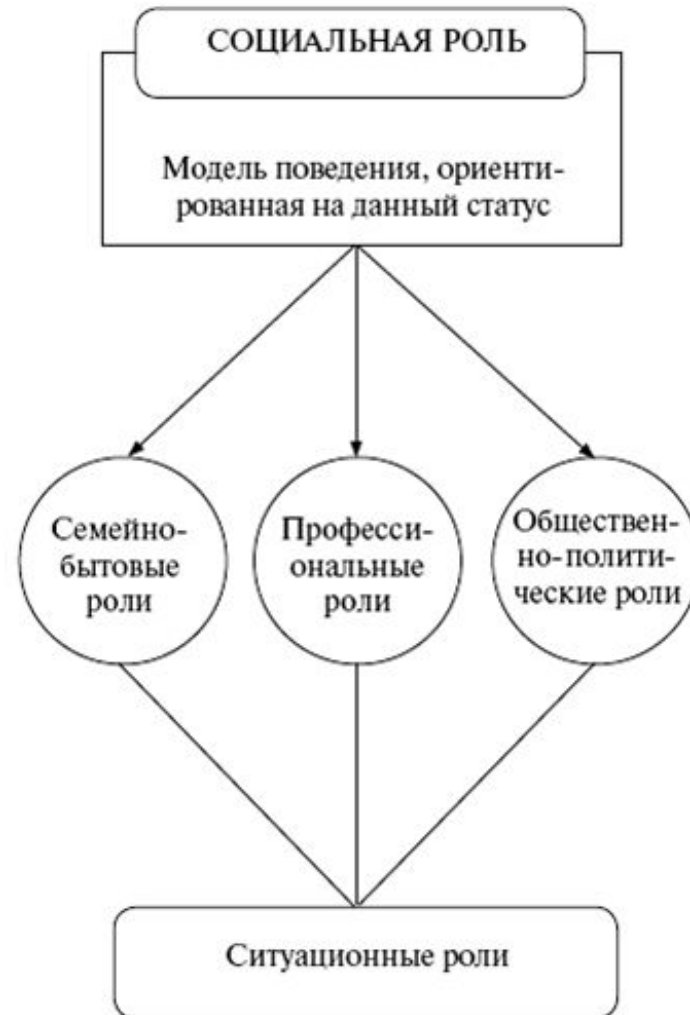 СОЦИАЛЬНАЯ РОЛЬ
Модель поведения, ориенти-
рованная на данный статус
Семейно-
бытовые
роли
Професси-
ональные
роли
Обществен-
но-полити-
ческие роли
Ситуационные роли